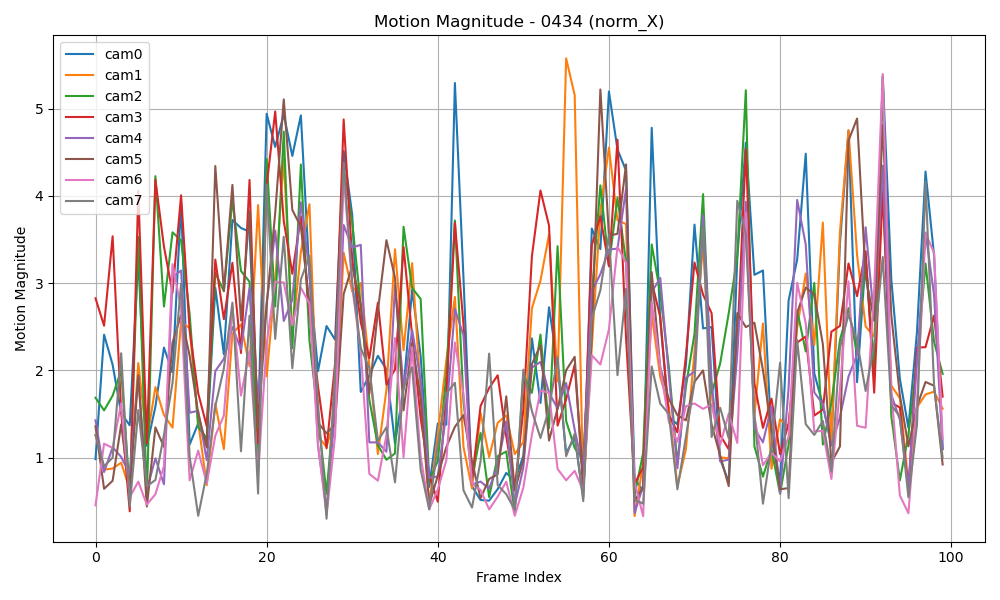 Motion Magnitude - 0434 (norm_X)
cam0
cam1
cam2
cam3
cam4
cam5
cam6
cam7
Motion Magnitude
5
4
3
2
1
0
20
40
60
80
100
Frame Index